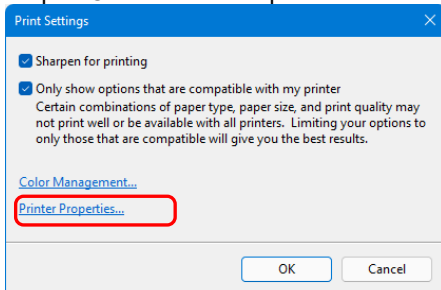 Print Settings
Sharpen for printing
Only show options that are compatible with my printer
Certain combinations of paper type, paper size, and print quality may
not print well or be available with all printers. Limiting your options to
only those that are compatible will give you the best results.
Color Management...
Printer Properties...
OK Cancel